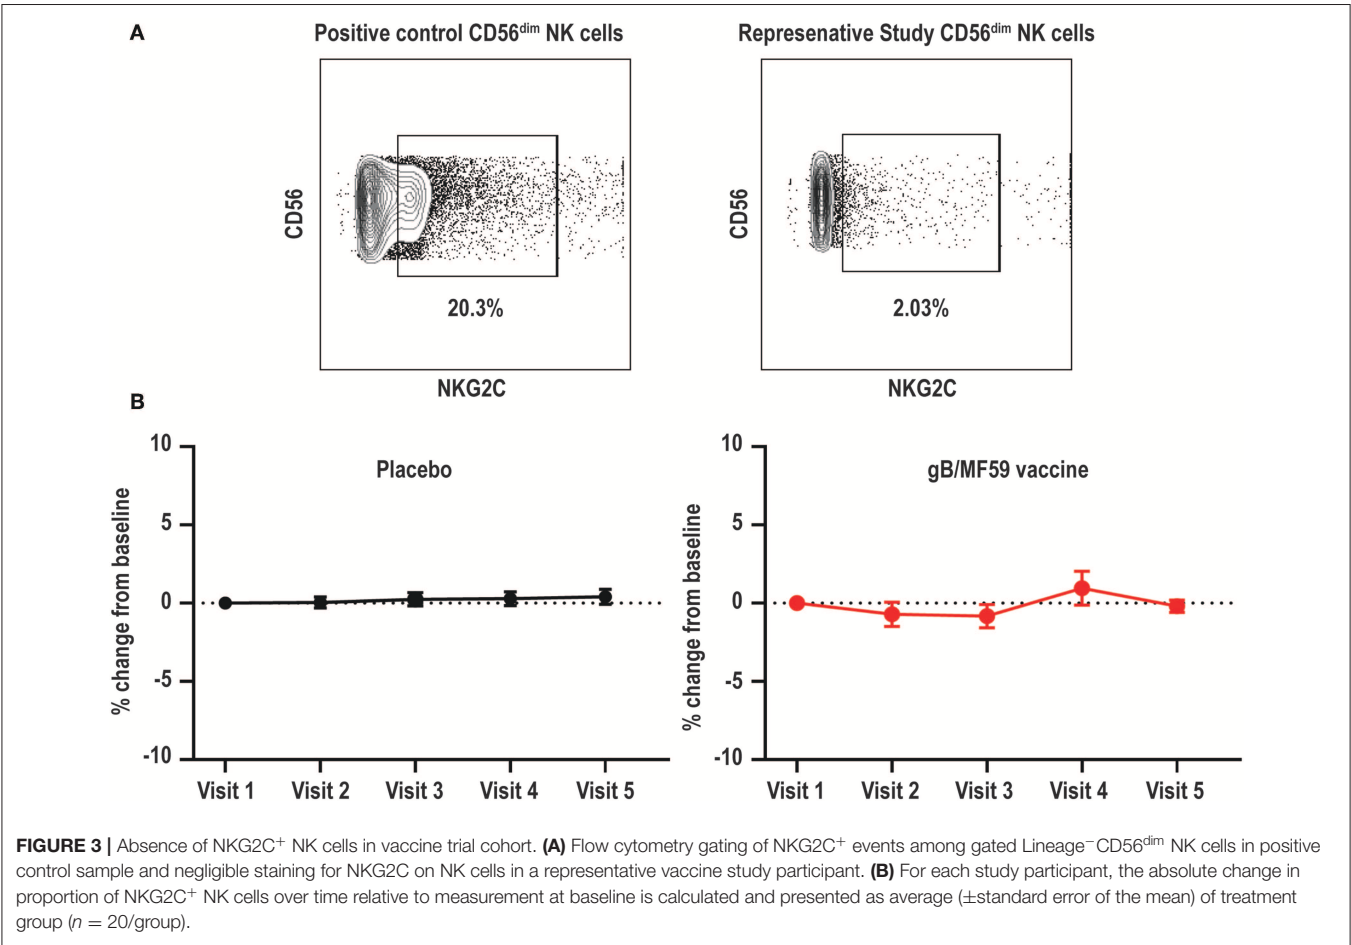 A
Positive control CD56dim NK cells
Represenative Study CD56dim NK cells
CD56
20.3%
NKG2C
CD56
2.03%
NKG2C
B
Placebo
% change from baseline
10
5
0
-5
-10
Visit 1 Visit 2 Visit 3 Visit 4 Visit 5
gB/MF59 vaccine
% change from baseline
10
5
0
-5
-10
Visit 1 Visit 2 Visit 3 Visit 4 Visit 5
FIGURE 3 | Absence of NKG2C+ NK cells in vaccine trial cohort. (A) Flow cytometry gating of NKG2C+ events among gated Lineage−CD56dim NK cells in positive
control sample and negligible staining for NKG2C on NK cells in a representative vaccine study participant. (B) For each study participant, the absolute change in
proportion of NKG2C+ NK cells over time relative to measurement at baseline is calculated and presented as average (±standard error of the mean) of treatment
group (n = 20/group).